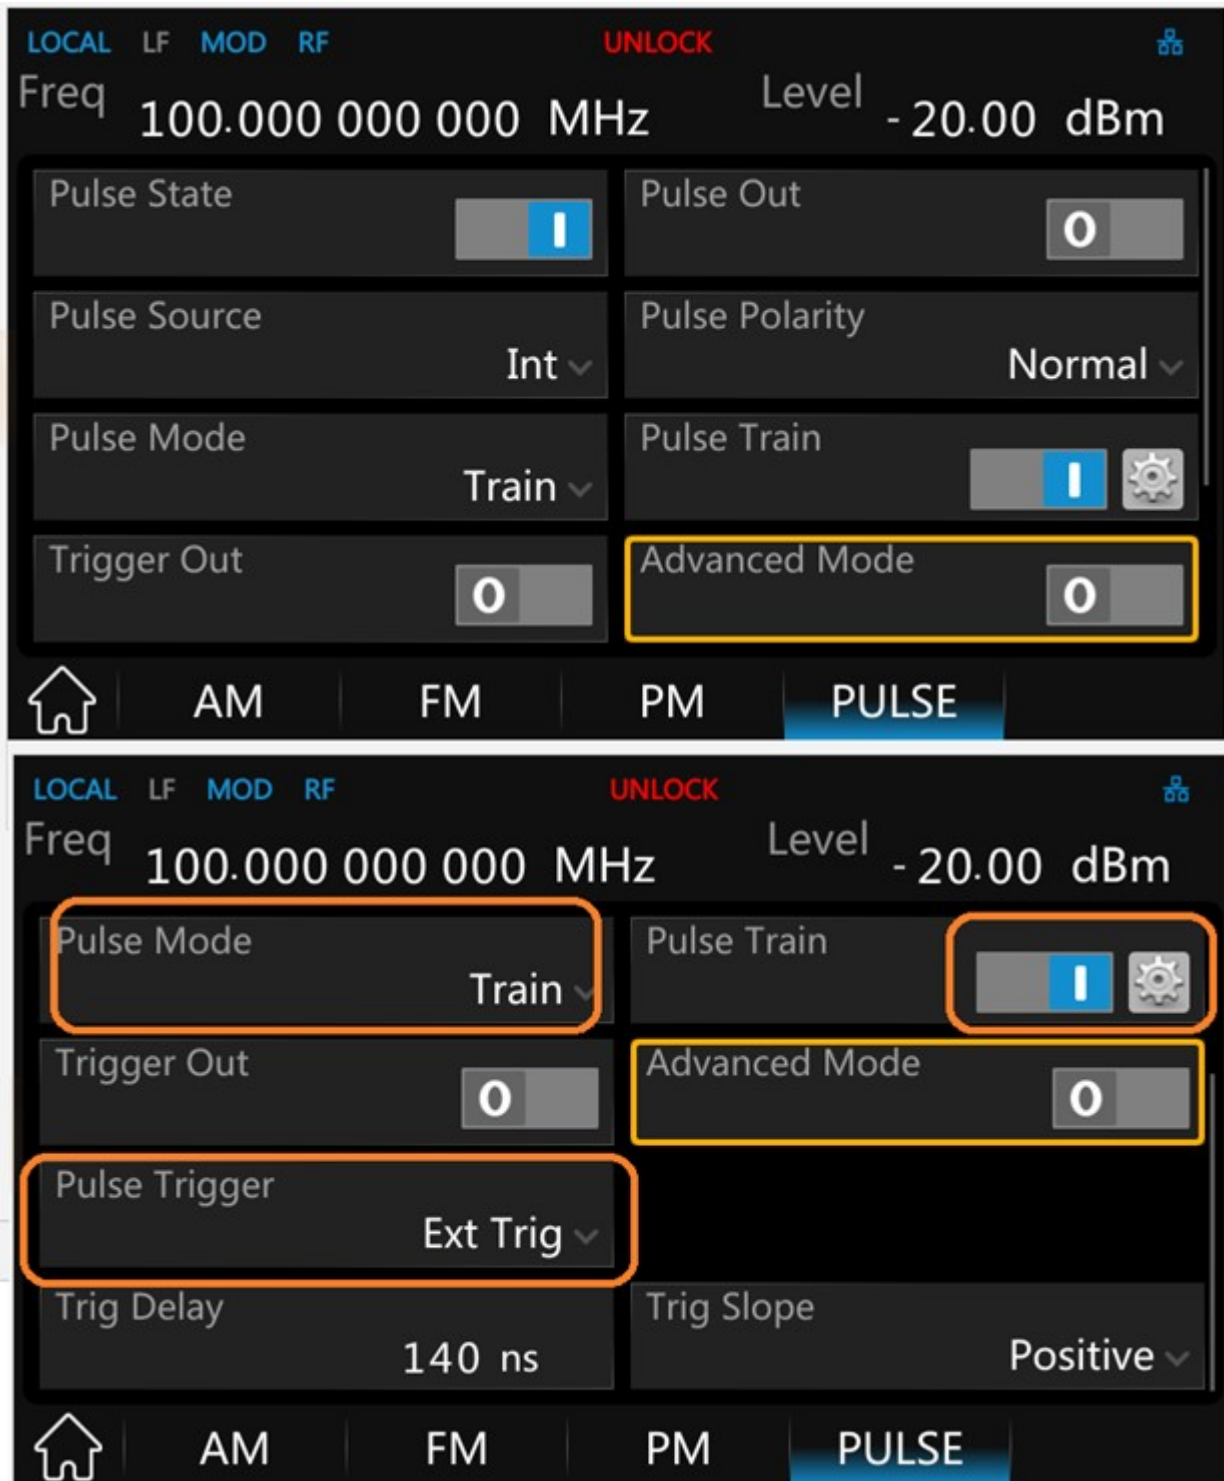 LOCAL LF MOD RF UNLOCK
Freq 100.000 000 000 MHz Level -20.00 dBm
Pulse State I Pulse Out O
Pulse Source Int Pulse Polarity Normal
Pulse Mode Train Pulse Train I
Trigger Out O Advanced Mode O
AM FM PM PULSE
LOCAL LF MOD RF UNLOCK
Freq 100.000 000 000 MHz Level -20.00 dBm
Pulse Mode Train Pulse Train I
Trigger Out O Advanced Mode O
Pulse Trigger Ext Trig
Trig Delay 140 ns Trig Slope Positive
AM FM PM PULSE